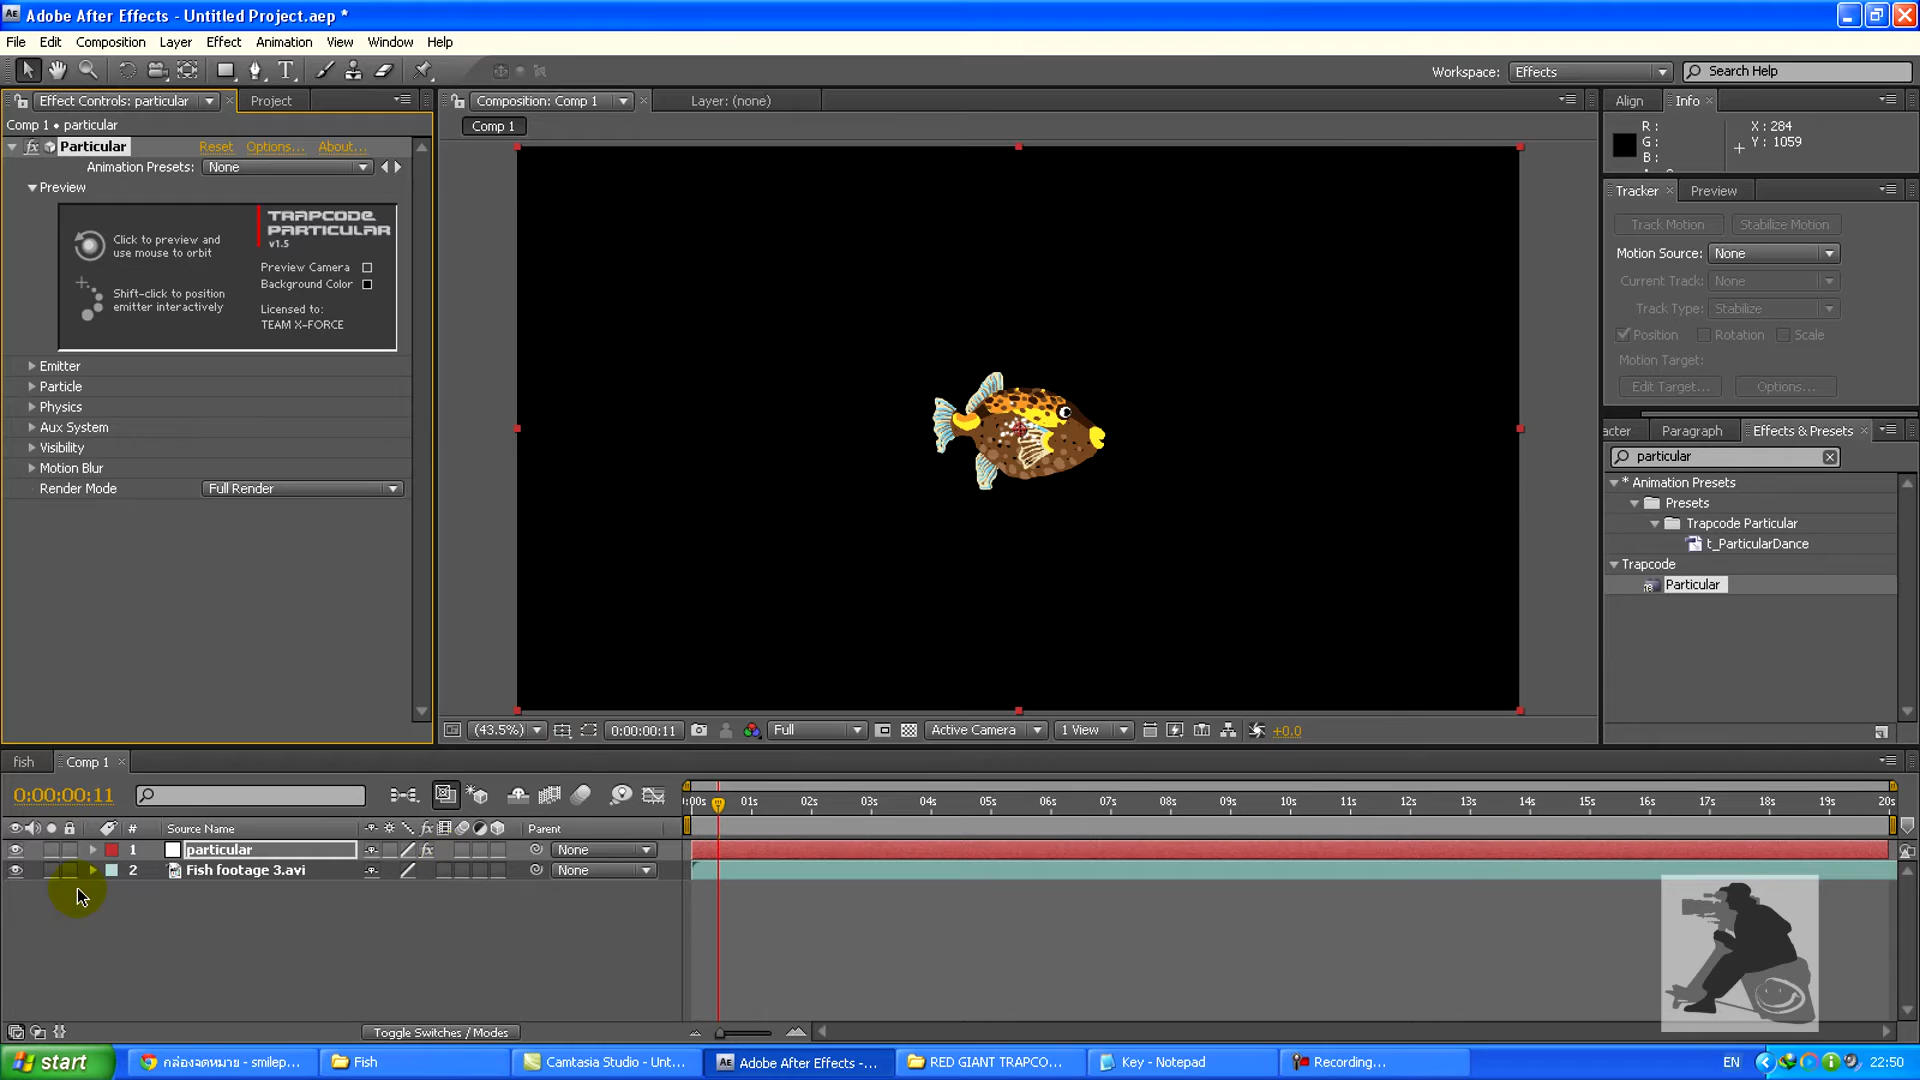 Adobe After Effects - Untitled Project.aep *
File Edit Composition Layer Effect Animation View Window Help
Workspace: Effects Search Help
Effect Controls: particular Project
Composition: Comp 1 Layer: (none)
Align Info
Comp 1 • particular
Comp 1
R: X : 284
G: Y : 1059
B:
Particular Reset Options... About...
Animation Presets: None
Preview
TRAPCODE
PARTICULAR
v1.5
Click to preview and
use mouse to orbit
Preview Camera
Background Color
Shift-click to position
emitter interactively
Licensed to:
TEAM X-FORCE
Emitter
Particle
Physics
Aux System
Visibility
Motion Blur
Render Mode Full Render
Tracker Preview
Track Motion Stabilize Motion
Motion Source: None
Current Track: None
Track Type: Stabilize
Position Rotation Scale
Motion Target:
Edit Target... Options...
acter Paragraph Effects & Presets
particular
* Animation Presets
Presets
Trapcode Particular
t_ParticularDance
Trapcode
Particular
(43.5%) 0:00:00:11 Full Active Camera 1 View +0.0
fish Comp 1
0:00:00:11
:00s 01s 02s 03s 04s 05s 06s 07s 08s 09s 10s 11s 12s 13s 14s 15s 16s 17s 18s 19s 20s
# Source Name fx Parent
1 particular fx None
2 Fish footage 3.avi None
Toggle Switches / Modes
start กล่องจดหมาย - smilep... Fish Camtasia Studio - Unt... Adobe After Effects -... RED GIANT TRAPCO... Key - Notepad Recording... EN 22:50